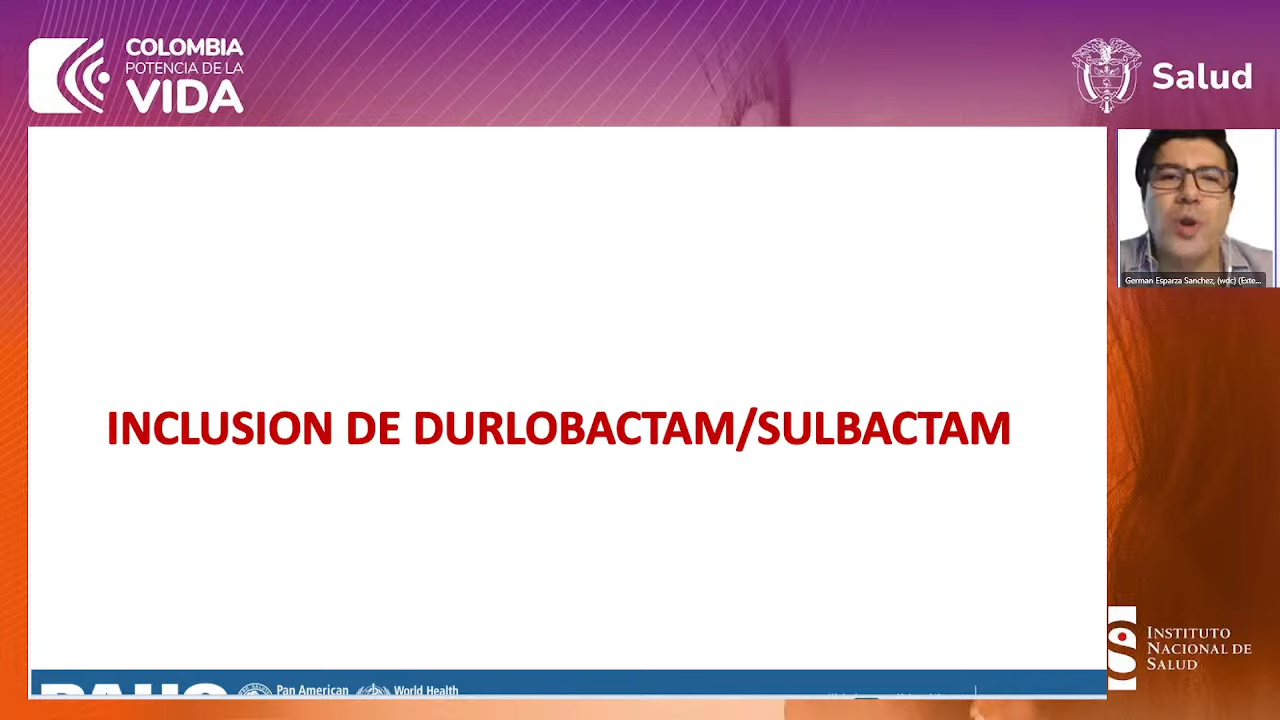 COLOMBIA
POTENCIA DE LA
VIDA
Salud
German Esparza Sanchez, (wdc) (Exte...
INCLUSION DE DURLOBACTAM/SULBACTAM
INSTITUTO
NACIONAL DE
SALUD
PAHO
Pan American
World Health